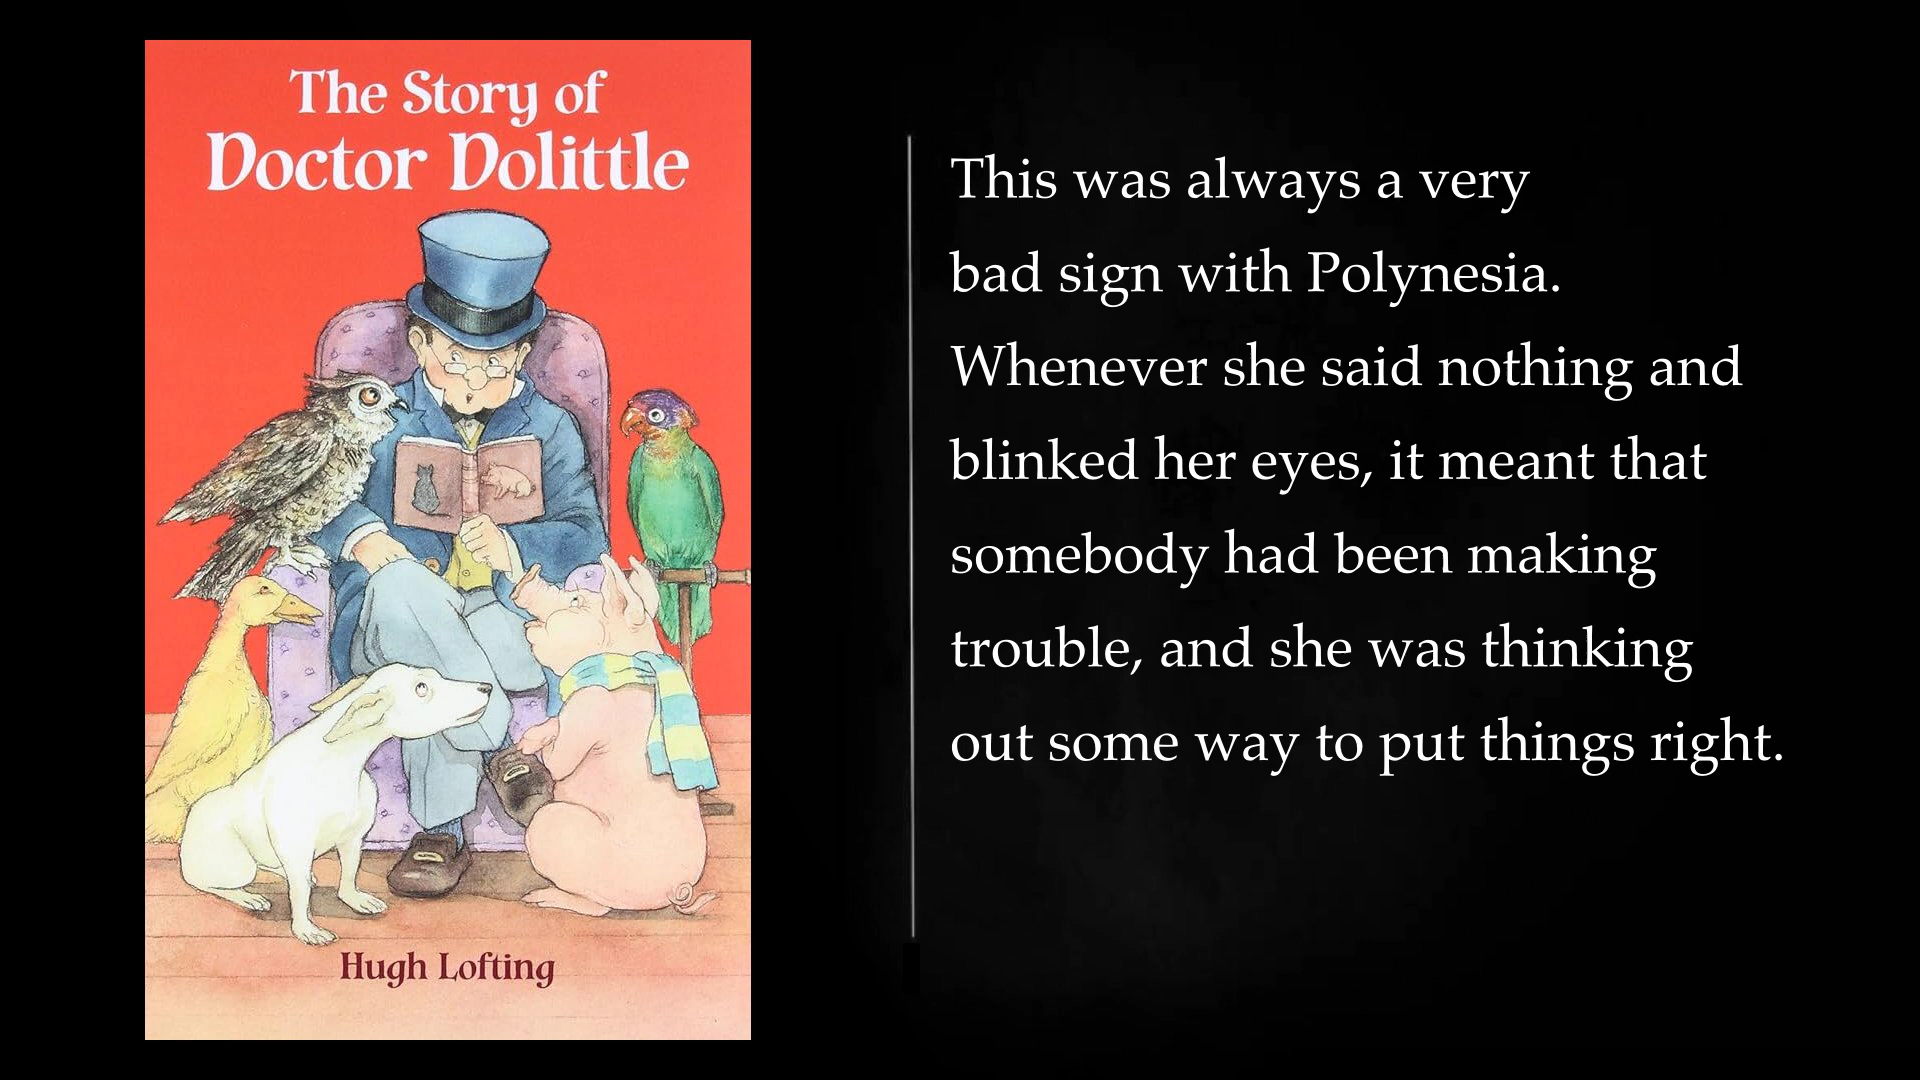 The Story of
Doctor Dolittle
Hugh Lofting
This was always a very
bad sign with Polynesia.
Whenever she said nothing and
blinked her eyes, it meant that
somebody had been making
trouble, and she was thinking
out some way to put things right.